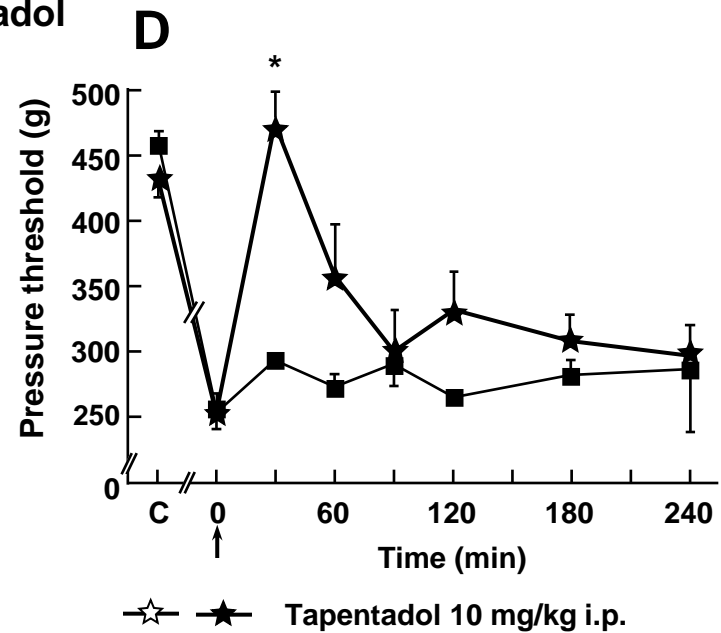 adol
D
*
Pressure threshold (g)
500
450
400
350
300
250
0
C 0 60 120 180 240
Time (min)
Tapentadol 10 mg/kg i.p.